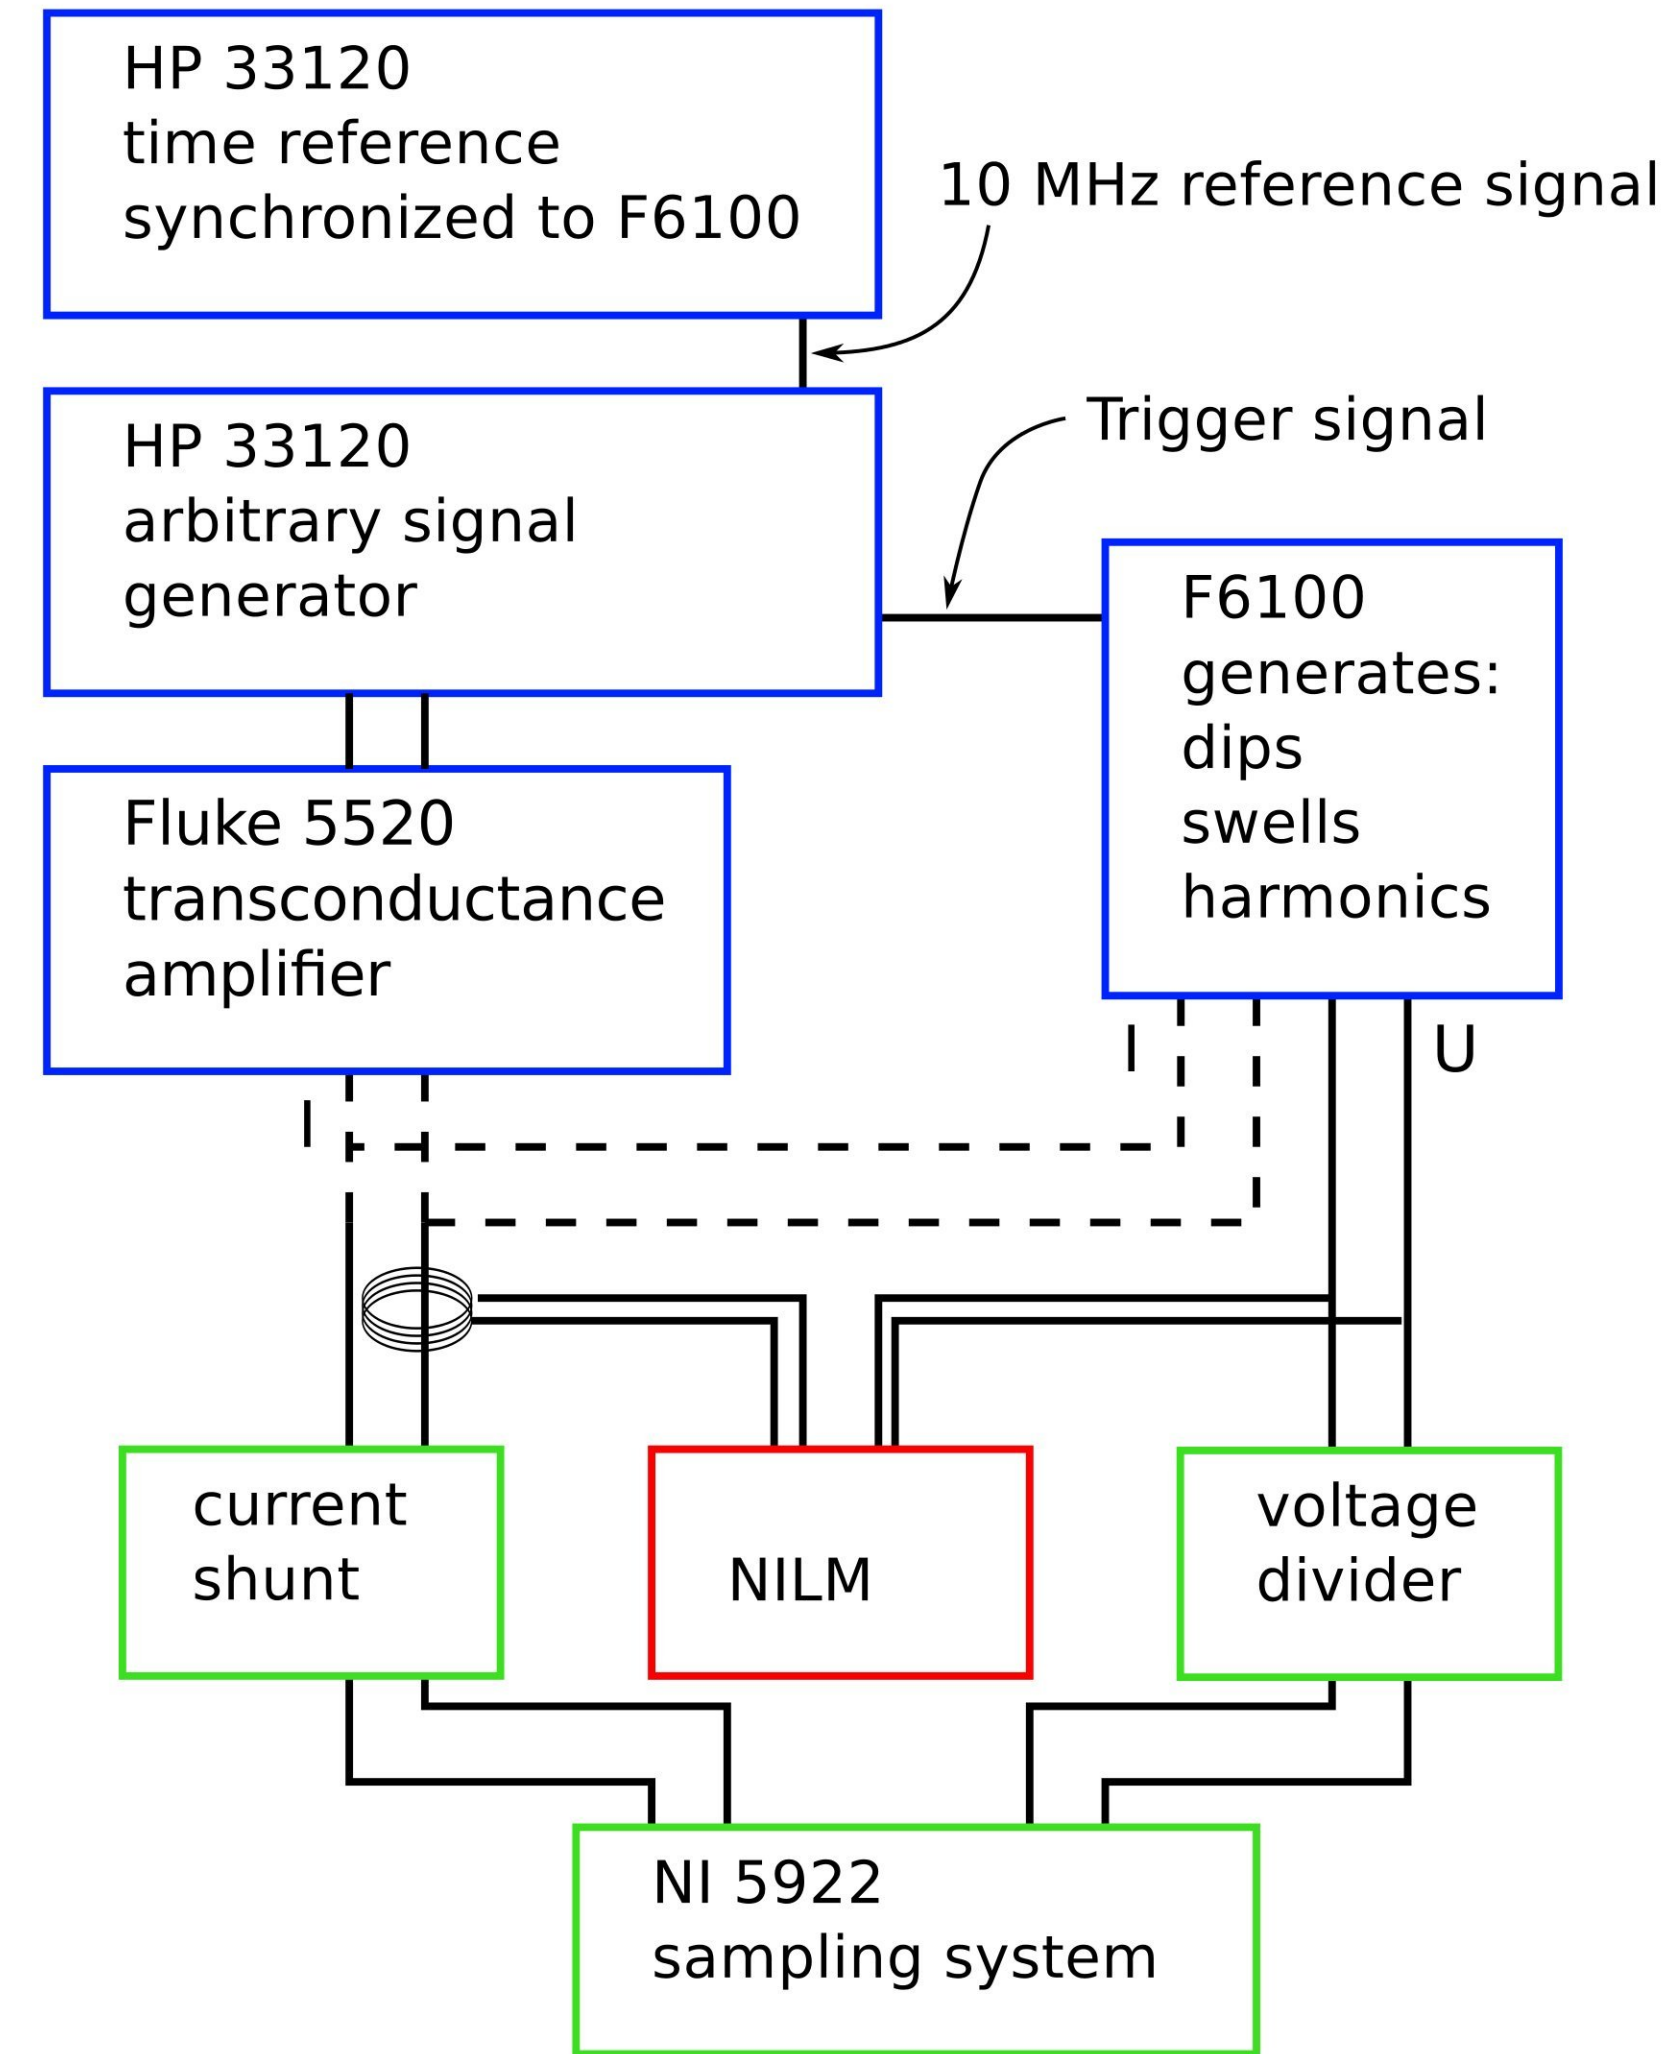 HP 33120
time reference
synchronized to F6100
10 MHz reference signal
HP 33120
arbitrary signal
generator
Trigger signal
F6100
generates:
dips
swells
harmonics
Fluke 5520
transconductance
amplifier
I
U
I
current
shunt
NILM
voltage
divider
NI 5922
sampling system